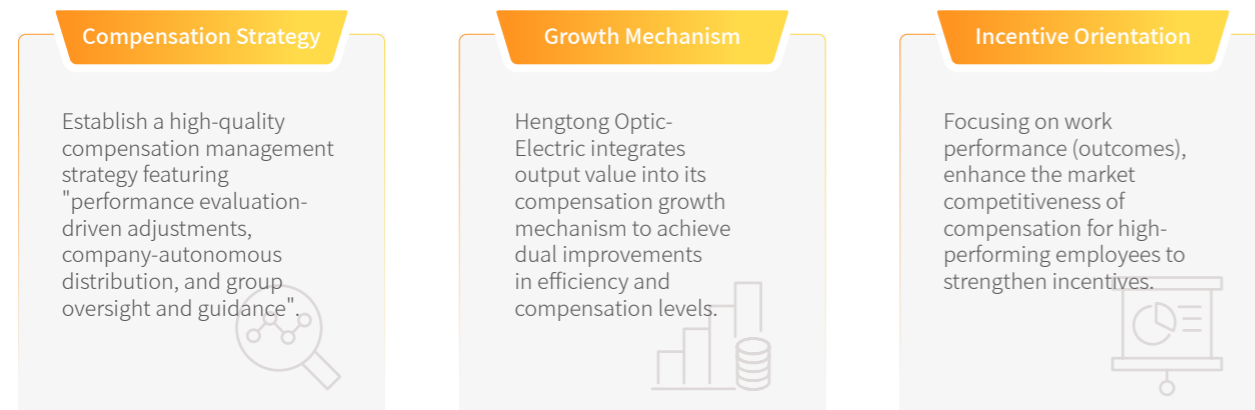 Compensation Strategy
Establish a high-quality
compensation management
strategy featuring
"performance evaluation-
driven adjustments,
company-autonomous
distribution, and group
oversight and guidance".
Growth Mechanism
Hengtong Optic-
Electric integrates
output value into its
compensation growth
mechanism to achieve
dual improvements
in efficiency and
compensation levels.
Incentive Orientation
Focusing on work
performance (outcomes),
enhance the market
competitiveness of
compensation for high-
performing employees to
strengthen incentives.